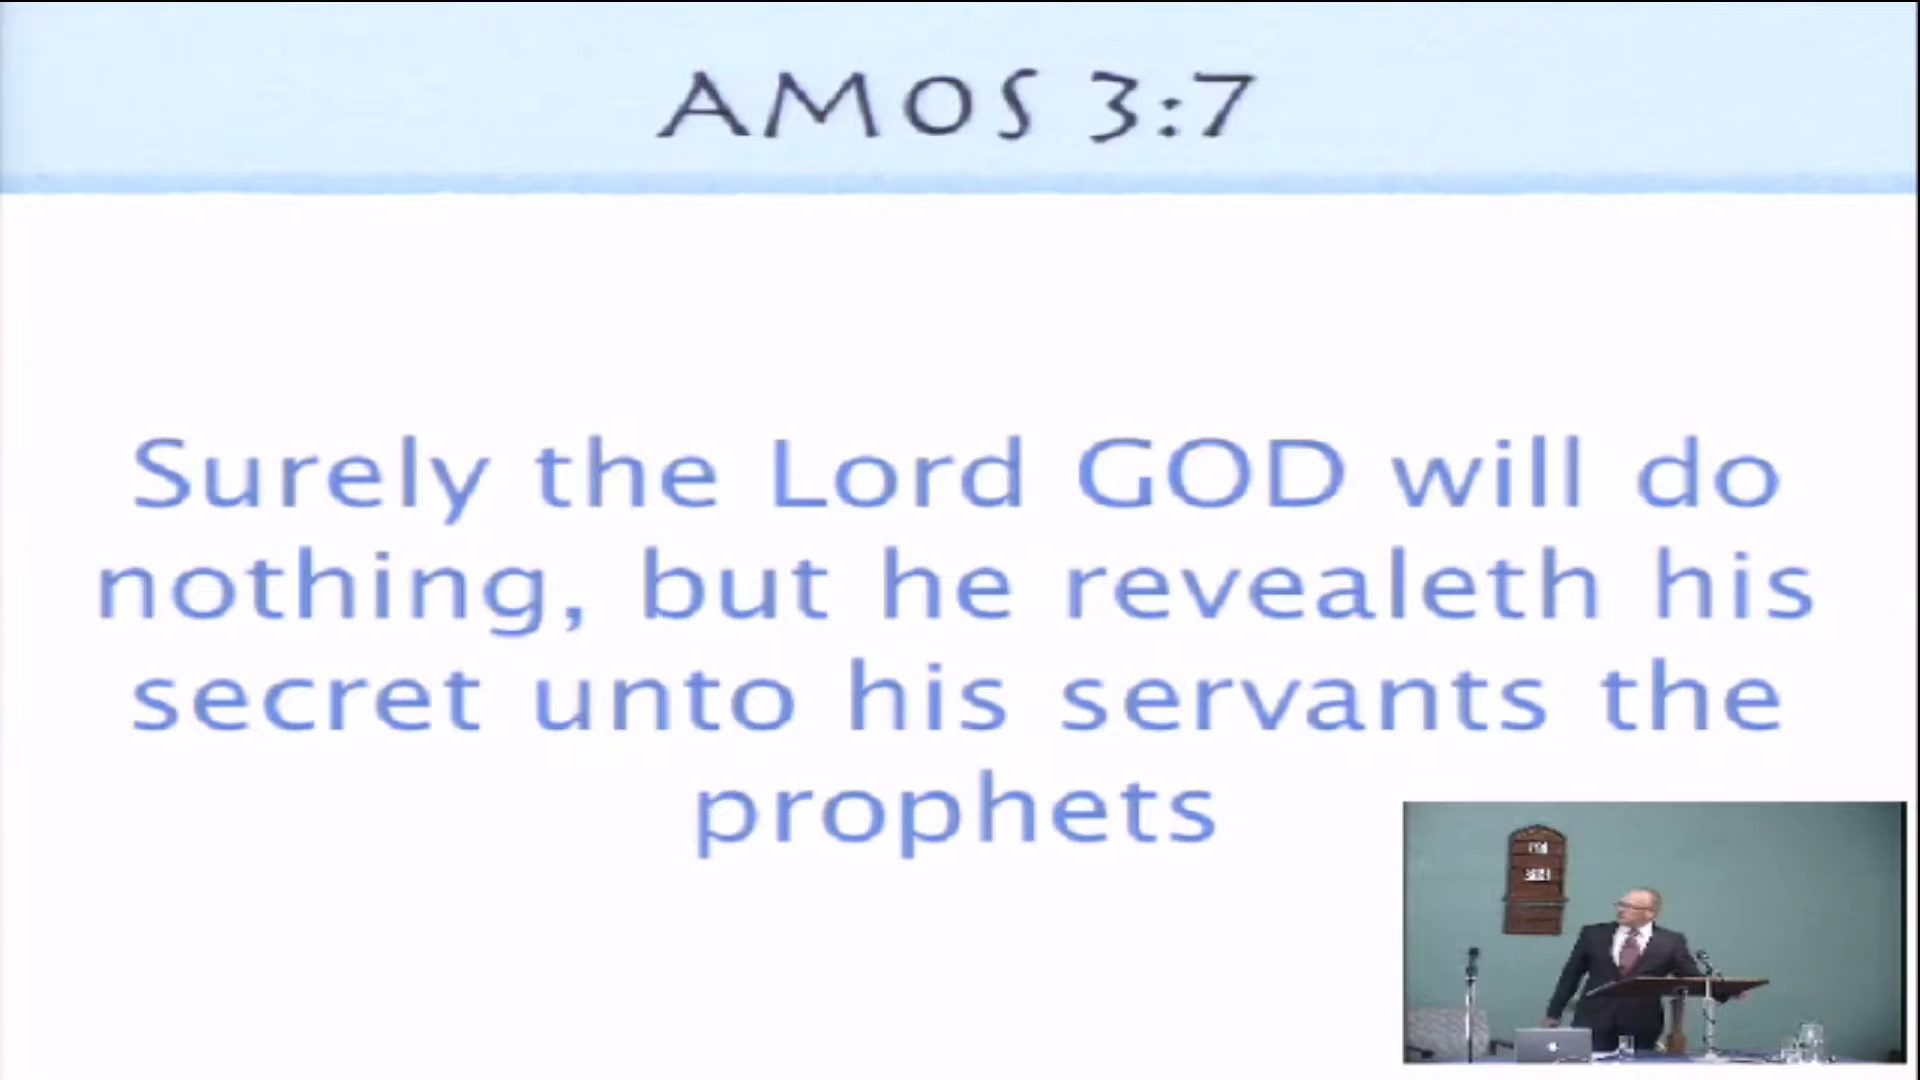 AMOS 3:7
Surely the Lord GOD will do
nothing, but he revealeth his
secret unto his servants the
prophets